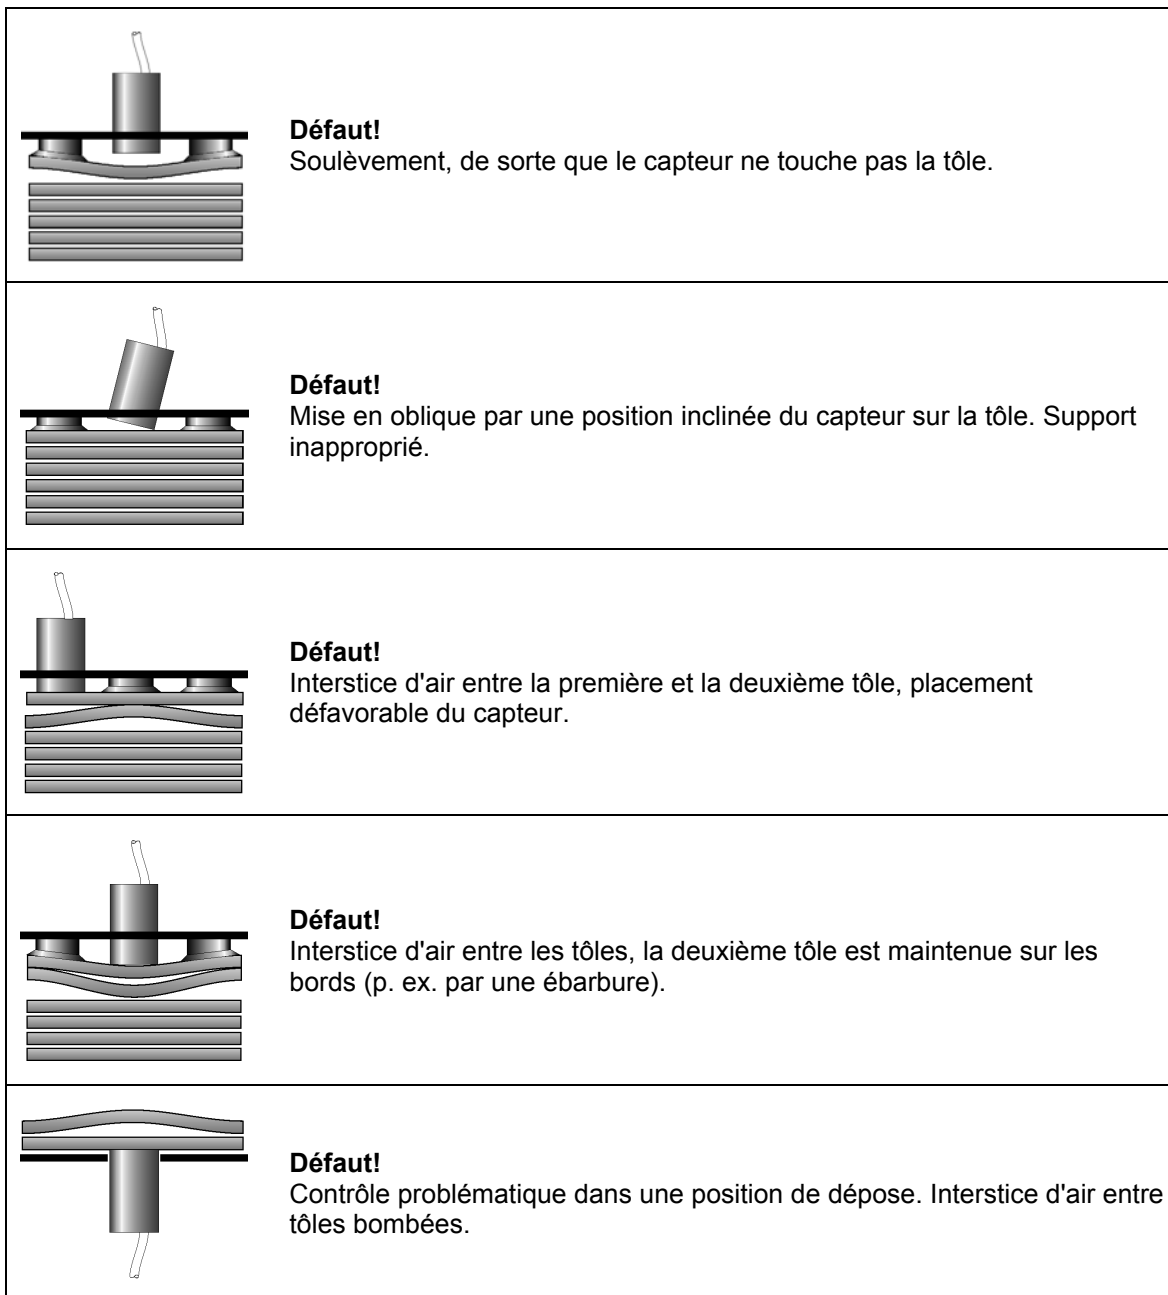 Défaut!
Soulèvement, de sorte que le capteur ne touche pas la tôle.
Défaut!
Mise en oblique par une position inclinée du capteur sur la tôle. Support
inapproprié.
Défaut!
Interstice d'air entre la première et la deuxième tôle, placement
défavorable du capteur.
Défaut!
Interstice d'air entre les tôles, la deuxième tôle est maintenue sur les
bords (p. ex. par une ébarbure).
Défaut!
Contrôle problématique dans une position de dépose. Interstice d'air entre
tôles bombées.